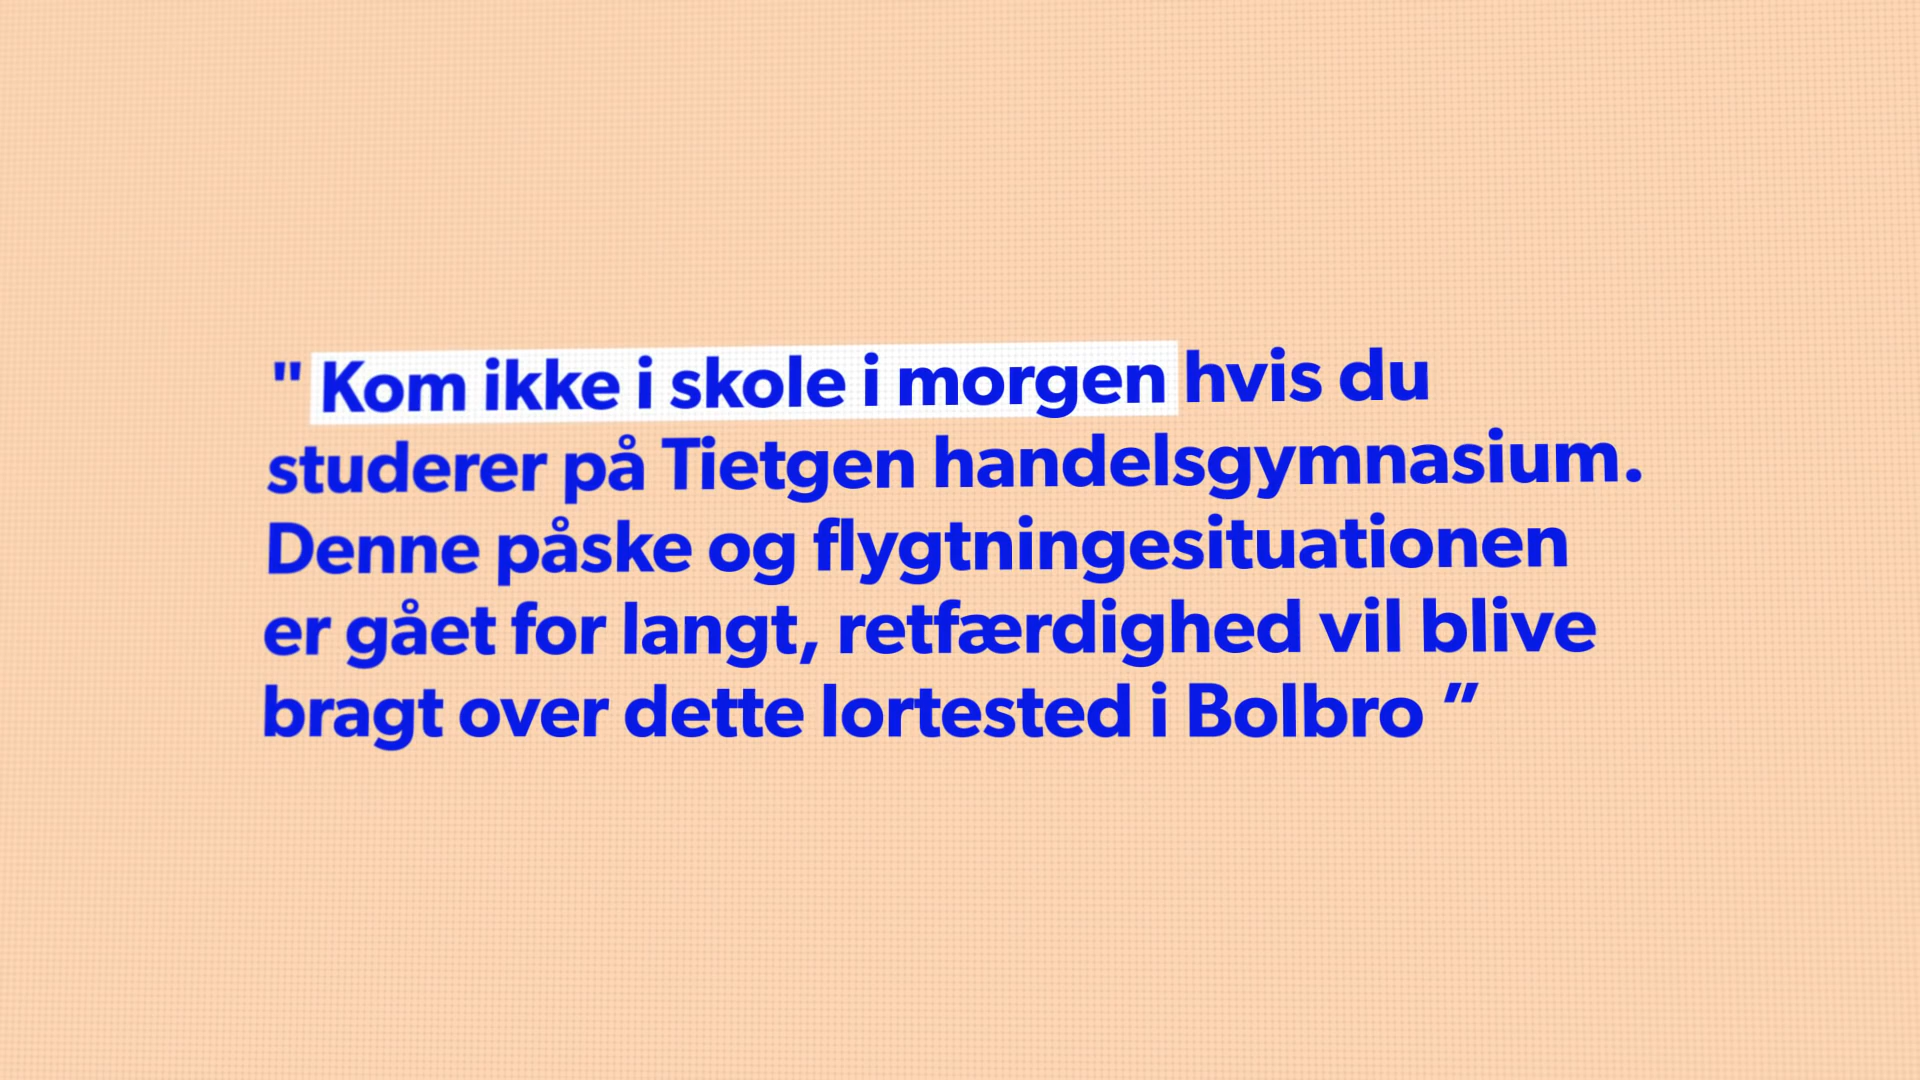 " Kom ikke i skole i morgen hvis du
studerer på Tietgen handelsgymnasium.
Denne påske og flygtningesituationen
er gået for langt, retfærdighed vil blive
bragt over dette lortested i Bolbro ”